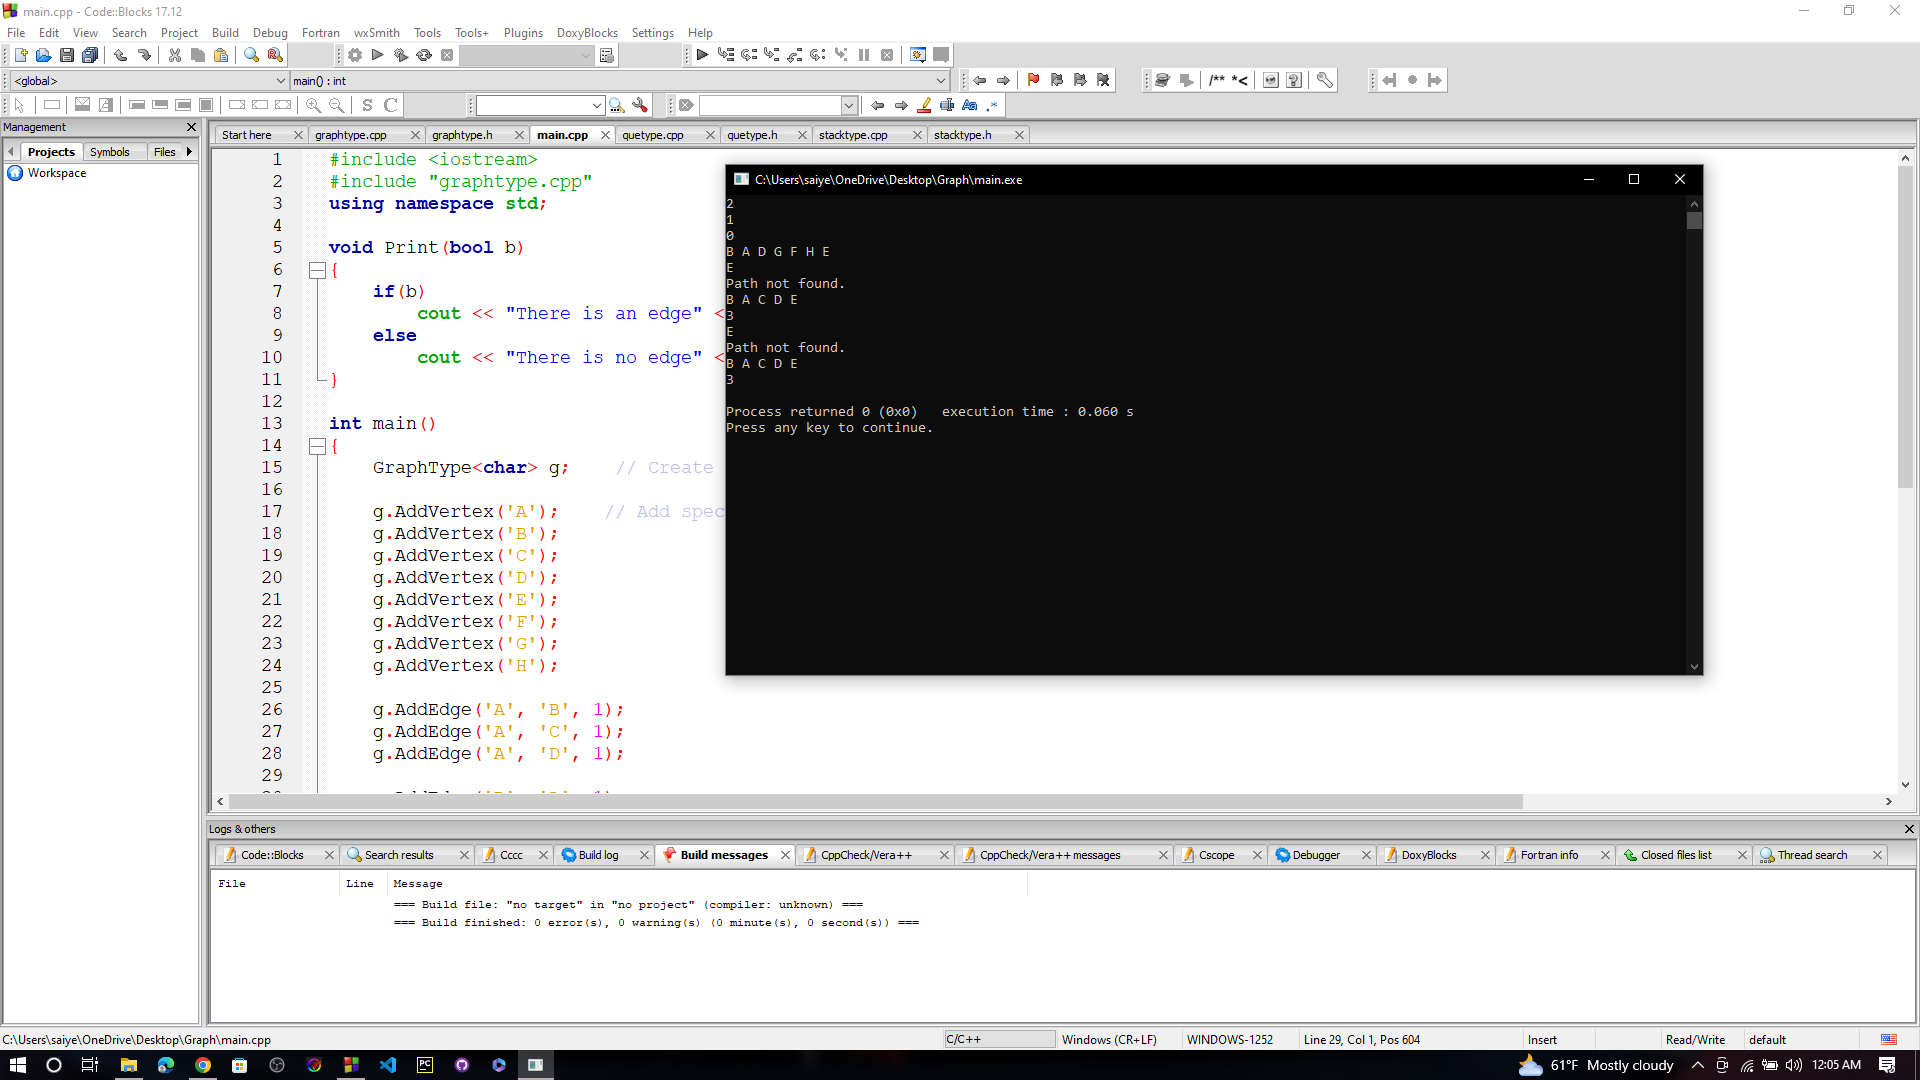 main.cpp - Code::Blocks 17.12
File Edit View Search Project Build Debug Fortran wxSmith Tools Tools+ Plugins DoxyBlocks Settings Help
<global> main() : int
/** *<
S C
Aa .*
Management
Projects Symbols Files
Workspace
Start here graphtype.cpp graphtype.h main.cpp quetype.cpp quetype.h stacktype.cpp stacktype.h
1 #include <iostream>
2 #include "graphtype.cpp"
3 using namespace std;
4
5 void Print(bool b)
6 {
7 if(b)
8 cout << "There is an edge" <
9 else
10 cout << "There is no edge" <
11 }
12
13 int main()
14 {
15 GraphType<char> g; // Create
16
17 g.AddVertex('A'); // Add spec
18 g.AddVertex('B');
19 g.AddVertex('C');
20 g.AddVertex('D');
21 g.AddVertex('E');
22 g.AddVertex('F');
23 g.AddVertex('G');
24 g.AddVertex('H');
25
26 g.AddEdge('A', 'B', 1);
27 g.AddEdge('A', 'C', 1);
28 g.AddEdge('A', 'D', 1);
29
C:\Users\saiye\OneDrive\Desktop\Graph\main.exe
2
1
0
B A D G F H E
E
Path not found.
B A C D E
3
E
Path not found.
B A C D E
3
Process returned 0 (0x0) execution time : 0.060 s
Press any key to continue.
Logs & others
Code::Blocks Search results Cccc Build log Build messages CppCheck/Vera++ CppCheck/Vera++ messages Cscope Debugger DoxyBlocks Fortran info Closed files list Thread search
File Line Message
=== Build file: "no target" in "no project" (compiler: unknown) ===
=== Build finished: 0 error(s), 0 warning(s) (0 minute(s), 0 second(s)) ===
C:\Users\saiye\OneDrive\Desktop\Graph\main.cpp C/C++ Windows (CR+LF) WINDOWS-1252 Line 29, Col 1, Pos 604 Insert Read/Write default
PC 61°F Mostly cloudy 12:05 AM